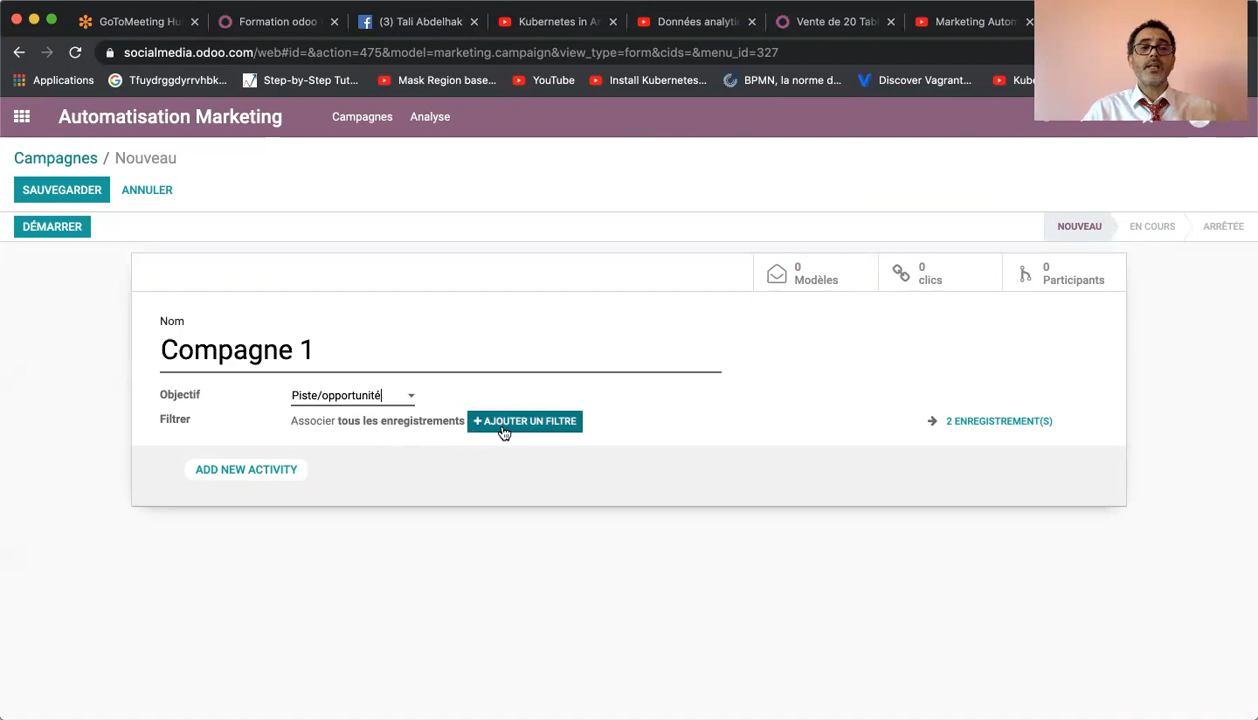 GoToMeeting Hu
Formation odoo
(3) Tali Abdelhak
Kubernetes in Ar
Données analytic
Vente de 20 Tab
Marketing Autom
socialmedia.odoo.com/web#id=&action=475&model=marketing.campaign&view_type=form&cids=&menu_id=327
Applications
Tfuydrggdyrrvhbk...
Step-by-Step Tut...
Mask Region base...
YouTube
Install Kubernetes...
BPMN, la norme d...
Discover Vagrant...
Kube
Automatisation Marketing
Campagnes
Analyse
Campagnes / Nouveau
SAUVEGARDER
ANNULER
DÉMARRER
NOUVEAU
EN COURS
ARRÊTÉE
0
Modèles
0
clics
0
Participants
Nom
Compagne 1
Objectif
Piste/opportunité
Filtrer
Associer tous les enregistrements
+ AJOUTER UN FILTRE
2 ENREGISTREMENT(S)
ADD NEW ACTIVITY